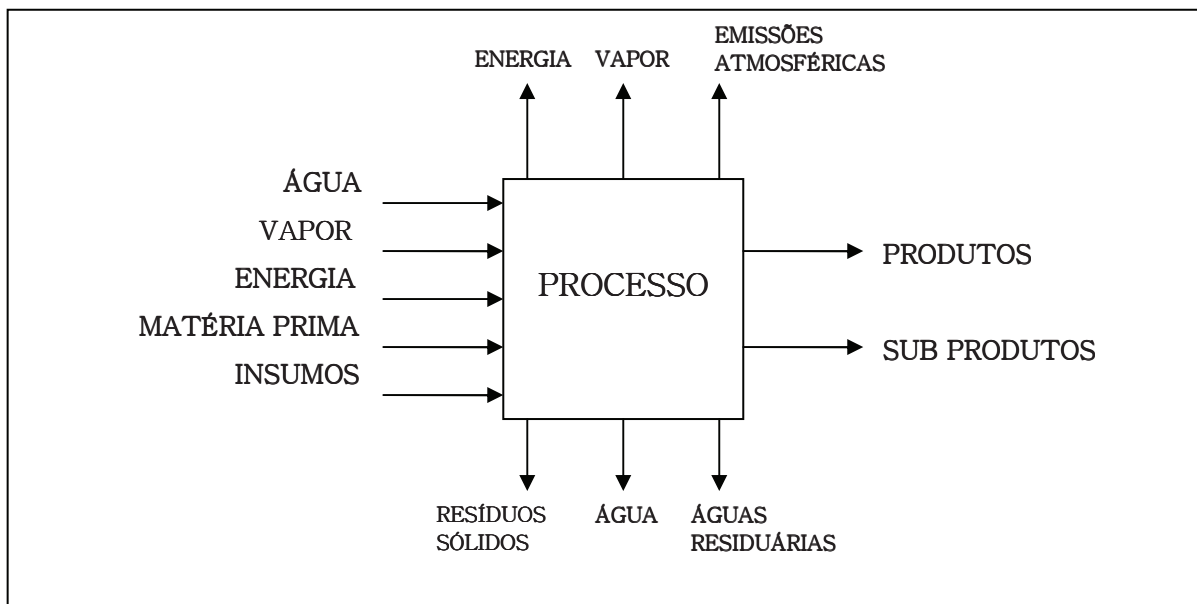 ENERGIA
VAPOR
EMISSÕES
ATMOSFÉRICAS
ÁGUA
VAPOR
ENERGIA
MATÉRIA PRIMA
INSUMOS
PROCESSO
PRODUTOS
SUB PRODUTOS
RESÍDUOS
SÓLIDOS
ÁGUA
ÁGUAS
RESIDUÁRIAS